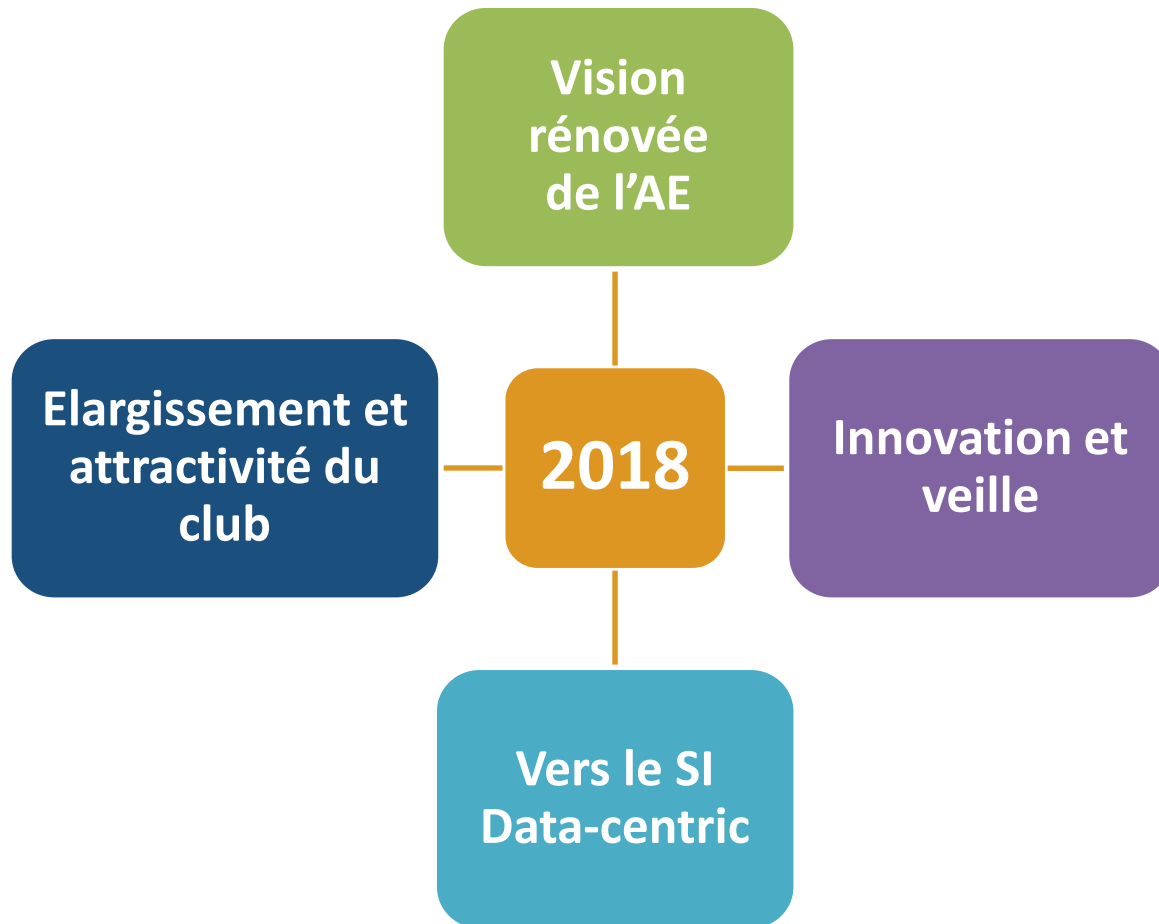 Vision
rénovée
de l’AE
Elargissement et
attractivité du
club
2018
Innovation et
veille
Vers le SI
Data-centric